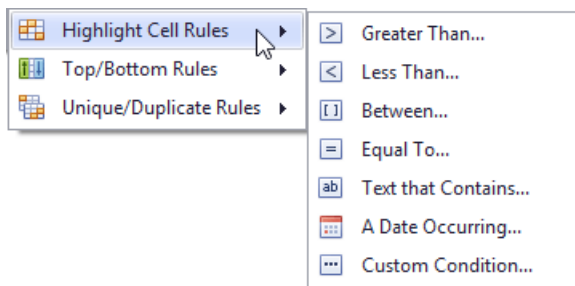 Highlight Cell Rules
Top/Bottom Rules
Unique/Duplicate Rules
Greater Than...
Less Than...
Between...
Equal To...
ab Text that Contains...
A Date Occurring...
Custom Condition...